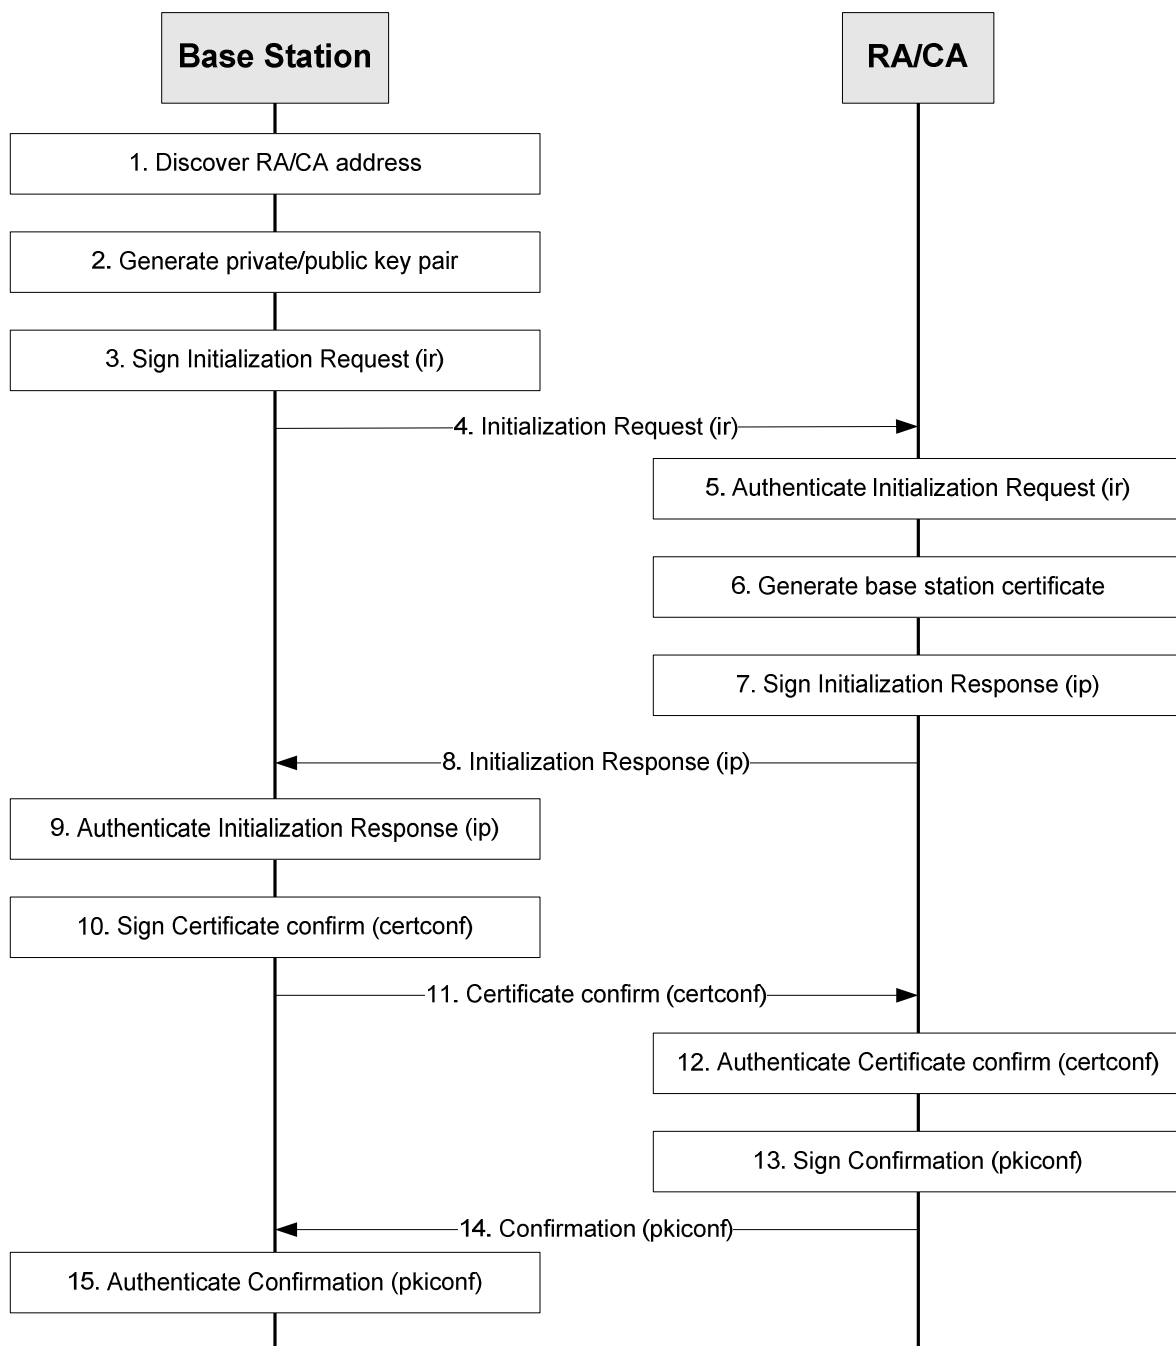 Base Station
RA/CA
1. Discover RA/CA address
2. Generate private/public key pair
3. Sign Initialization Request (ir)
4. Initialization Request (ir)
5. Authenticate Initialization Request (ir)
6. Generate base station certificate
7. Sign Initialization Response (ip)
8. Initialization Response (ip)
9. Authenticate Initialization Response (ip)
10. Sign Certificate confirm (certconf)
11. Certificate confirm (certconf)
12. Authenticate Certificate confirm (certconf)
13. Sign Confirmation (pkiconf)
14. Confirmation (pkiconf)
15. Authenticate Confirmation (pkiconf)